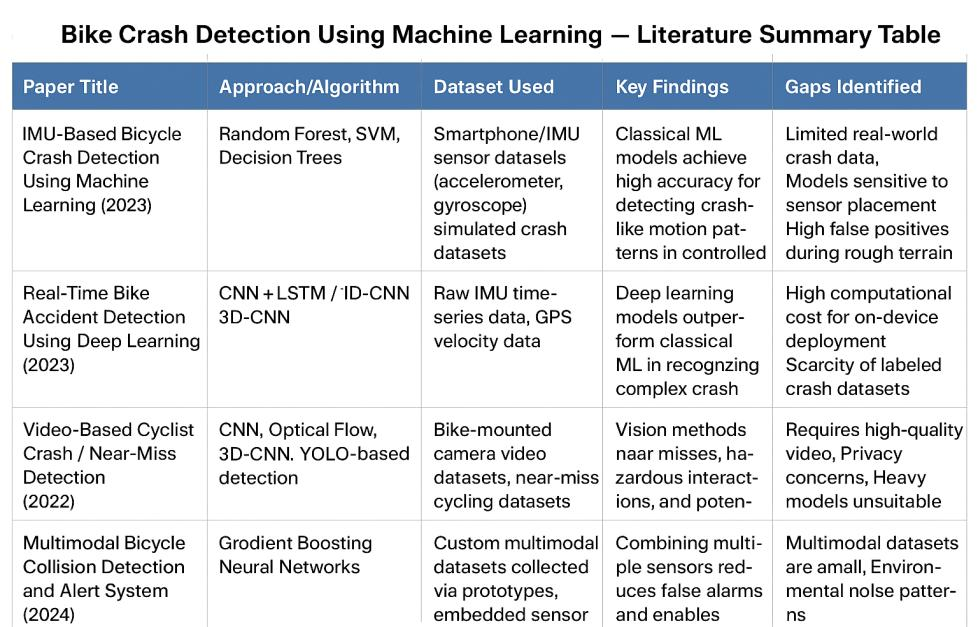 Bike Crash Detection Using Machine Learning — Literature Summary Table
Paper Title
Approach/Algorithm
Dataset Used
Key Findings
Gaps Identified
IMU-Based Bicycle
Crash Detection
Using Machine
Learning (2023)
Random Forest, SVM,
Decision Trees
Smartphone/IMU
sensor datasels
(accelerometer,
gyroscope)
simulated crash
datasets
Classical ML
models achieve
high accuracy for
detecting crash-
like motion pat-
terns in controlled
Limited real-world
crash data,
Models sensitive to
sensor placement
High false positives
during rough terrain
Real-Time Bike
Accident Detection
Using Deep Learning
(2023)
CNN + LSTM / 1D-CNN
3D-CNN
Raw IMU time-
series data, GPS
velocity data
Deep learning
models outper-
form classical
ML in recognzing
complex crash
High computational
cost for on-device
deployment
Scarcity of labeled
crash datasets
Video-Based Cyclist
Crash / Near-Miss
Detection
(2022)
CNN, Optical Flow,
3D-CNN. YOLO-based
detection
Bike-mounted
camera video
datasets, near-miss
cycling datasets
Vision methods
naar misses, ha-
zardous interact-
ions, and poten-
Requires high-quality
video, Privacy
concerns, Heavy
models unsuitable
Multimodal Bicycle
Collision Detection
and Alert System
(2024)
Grodient Boosting
Neural Networks
Custom multimodal
datasets collected
via prototypes,
embedded sensor
Combining multi-
ple sensors red-
uces false alarms
and enables
Multimodal datasets
are amall, Environ-
mental nolse patter-
ns